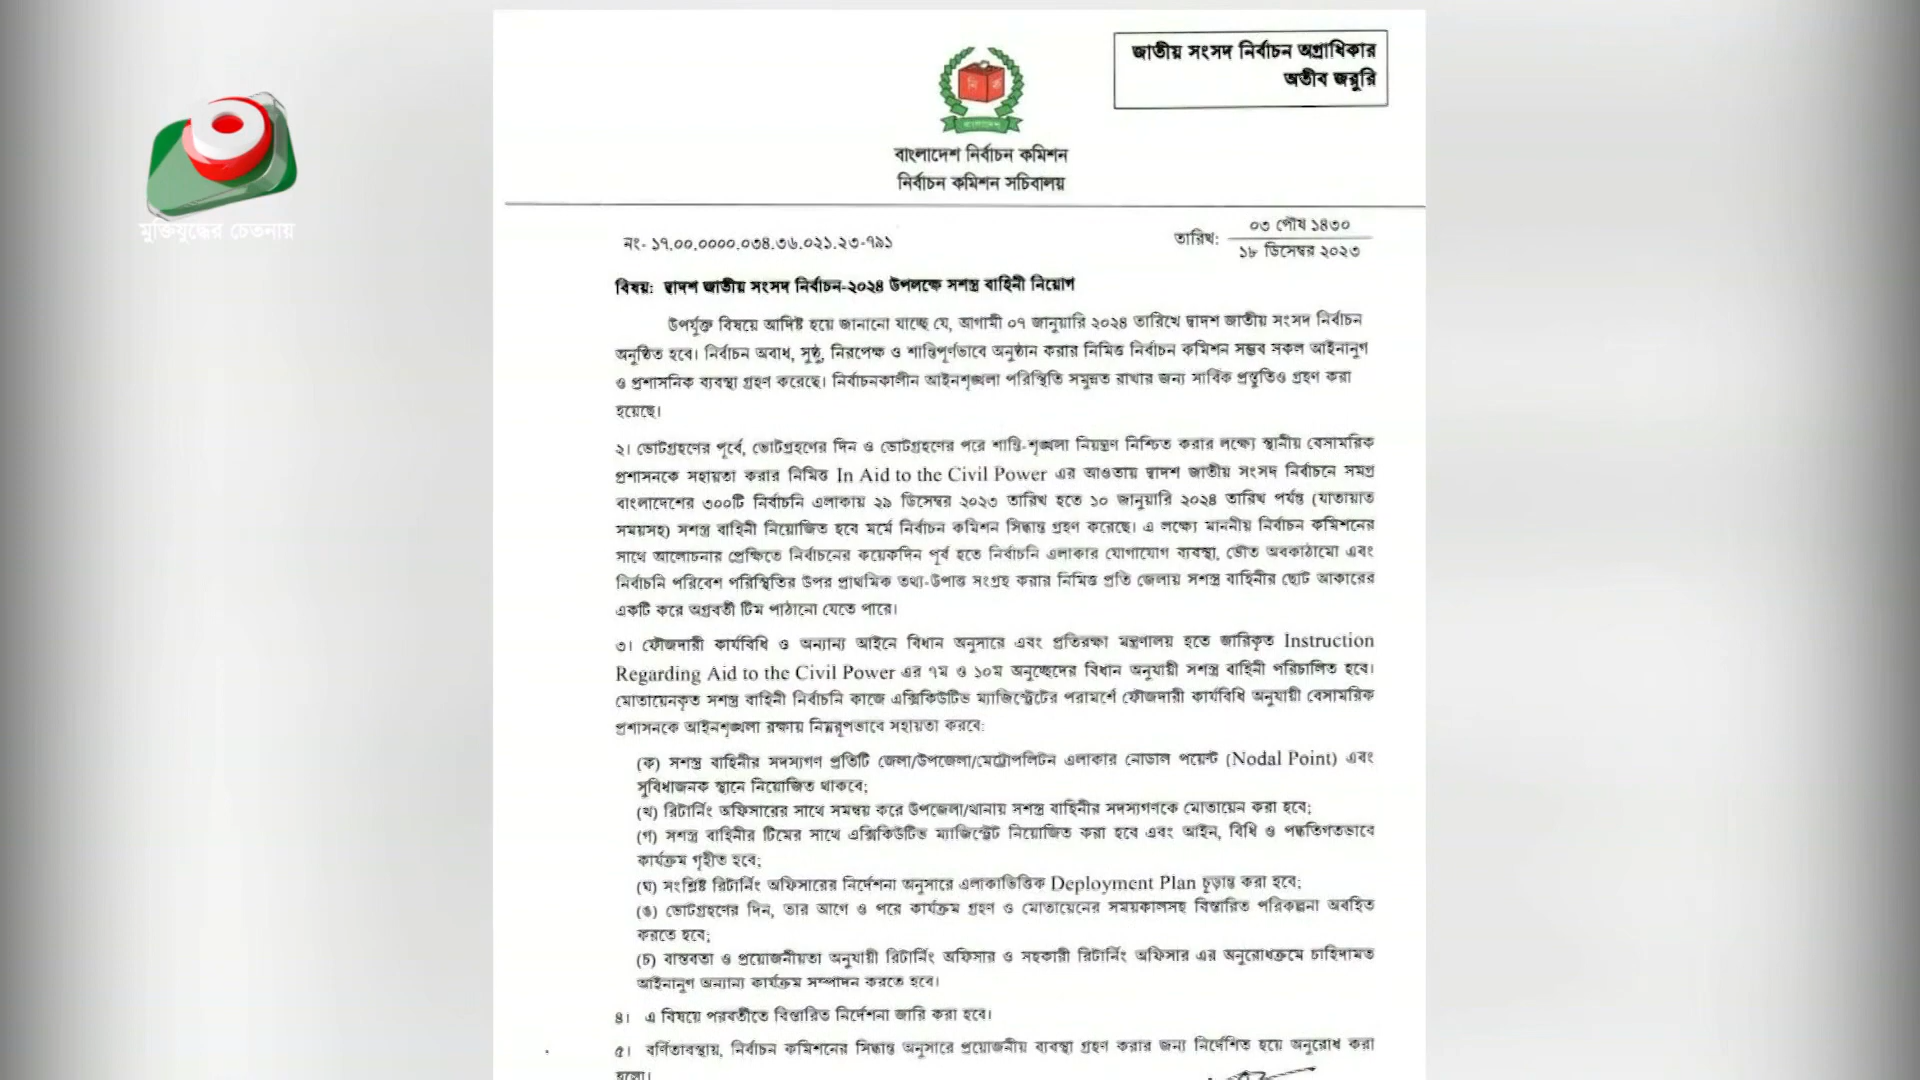 মুক্তিযুদ্ধের চেতনায়
জাতীয় সংসদ নির্বাচন অগ্রাধিকার
অতীব জরুরি
নি ক
বাংলাদেশ
বাংলাদেশ নির্বাচন কমিশন
নির্বাচন কমিশন সচিবালয়
নং- ১৭.০০.০০০০.০৩৪.৩৬.০২১.২৩-৭৯১
তারিখ: ০৩ পৌষ ১৪৩০
১৮ ডিসেম্বর ২০২৩
বিষয়: দ্বাদশ জাতীয় সংসদ নির্বাচন-২০২৪ উপলক্ষে সশস্ত্র বাহিনী নিয়োগ
উপর্যুক্ত বিষয়ে আদিষ্ট হয়ে জানানো যাচ্ছে যে, আগামী ০৭ জানুয়ারি ২০২৪ তারিখে দ্বাদশ জাতীয় সংসদ নির্বাচন
অনুষ্ঠিত হবে। নির্বাচন অবাধ, সুষ্ঠু, নিরপেক্ষ ও শান্তিপূর্ণভাবে অনুষ্ঠান করার নিমিত্ত নির্বাচন কমিশন সম্ভব সকল আইনানুগ
ও প্রশাসনিক ব্যবস্থা গ্রহণ করেছে। নির্বাচনকালীন আইনশৃঙ্খলা পরিস্থিতি সমুন্নত রাখার জন্য সার্বিক প্রস্তুতিও গ্রহণ করা
হয়েছে।
২। ভোটগ্রহণের পূর্বে, ভোটগ্রহণের দিন ও ভোটগ্রহণের পরে শান্তি-শৃঙ্খলা নিয়ন্ত্রণ নিশ্চিত করার লক্ষ্যে স্থানীয় বেসামরিক
প্রশাসনকে সহায়তা করার নিমিত্ত In Aid to the Civil Power এর আওতায় দ্বাদশ জাতীয় সংসদ নির্বাচনে সমগ্র
বাংলাদেশের ৩০০টি নির্বাচনি এলাকায় ২৯ ডিসেম্বর ২০২৩ তারিখ হতে ১০ জানুয়ারি ২০২৪ তারিখ পর্যন্ত (যাতায়াত
সময়সহ) সশস্ত্র বাহিনী নিয়োজিত হবে মর্মে নির্বাচন কমিশন সিদ্ধান্ত গ্রহণ করেছে। এ লক্ষ্যে মাননীয় নির্বাচন কমিশনের
সাথে আলোচনার প্রেক্ষিতে নির্বাচনের কয়েকদিন পূর্ব হতে নির্বাচনি এলাকার যোগাযোগ ব্যবস্থা, ভৌত অবকাঠামো এবং
নির্বাচনি পরিবেশ পরিস্থিতির উপর প্রাথমিক তথ্য-উপাত্ত সংগ্রহ করার নিমিত্ত প্রতি জেলায় সশস্ত্র বাহিনীর ছোট আকারের
একটি করে অগ্রবর্তী টিম পাঠানো যেতে পারে।
৩। ফৌজদারী কার্যবিধি ও অন্যান্য আইনে বিধান অনুসারে এবং প্রতিরক্ষা মন্ত্রণালয় হতে জারিকৃত Instruction
Regarding Aid to the Civil Power এর ৭ম ও ১০ম অনুচ্ছেদের বিধান অনুযায়ী সশস্ত্র বাহিনী পরিচালিত হবে।
মোতায়েনকৃত সশস্ত্র বাহিনী নির্বাচনি কাজে এক্সিকিউটিভ ম্যাজিস্ট্রেটের পরামর্শে ফৌজদারী কার্যবিধি অনুযায়ী বেসামরিক
প্রশাসনকে আইনশৃঙ্খলা রক্ষায় নিম্নরূপভাবে সহায়তা করবে:
(ক) সশস্ত্র বাহিনীর সদস্যগণ প্রতিটি জেলা/উপজেলা/মেট্রোপলিটন এলাকার নোডাল পয়েন্ট (Nodal Point) এবং
সুবিধাজনক স্থানে নিয়োজিত থাকবে;
(খ) রিটার্নিং অফিসারের সাথে সমন্বয় করে উপজেলা/থানায় সশস্ত্র বাহিনীর সদস্যগণকে মোতায়েন করা হবে;
(গ) সশস্ত্র বাহিনীর টিমের সাথে এক্সিকিউটিভ ম্যাজিস্ট্রেট নিয়োজিত করা হবে এবং আইন, বিধি ও পদ্ধতিগতভাবে
কার্যক্রম গৃহীত হবে;
(ঘ) সংশ্লিষ্ট রিটার্নিং অফিসারের নির্দেশনা অনুসারে এলাকাভিত্তিক Deployment Plan চূড়ান্ত করা হবে;
(ঙ) ভোটগ্রহণের দিন, তার আগে ও পরে কার্যক্রম গ্রহণ ও মোতায়েনের সময়কালসহ বিস্তারিত পরিকল্পনা অবহিত
করতে হবে;
(চ) বাস্তবতা ও প্রয়োজনীয়তা অনুযায়ী রিটার্নিং অফিসার ও সহকারী রিটার্নিং অফিসার এর অনুরোধক্রমে চাহিদামত
আইনানুগ অন্যান্য কার্যক্রম সম্পাদন করতে হবে।
৪। এ বিষয়ে পরবর্তীতে বিস্তারিত নির্দেশনা জারি করা হবে।
৫। বর্ণিতাবস্থায়, নির্বাচন কমিশনের সিদ্ধান্ত অনুসারে প্রয়োজনীয় ব্যবস্থা গ্রহণ করার জন্য নির্দেশিত হয়ে অনুরোধ করা
হলো।